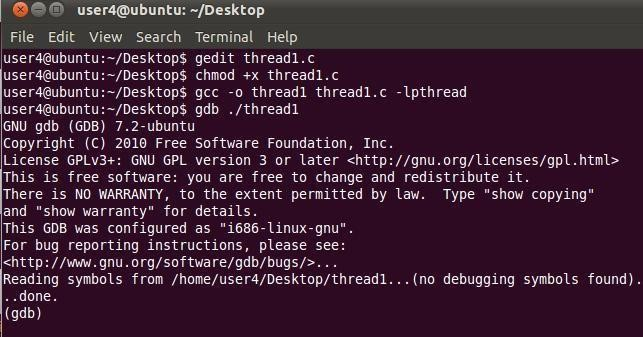 user4@ubuntu: ~/Desktop
File Edit View Search Terminal Help
user4@ubuntu:~/Desktop$ gedit thread1.c
user4@ubuntu:~/Desktop$ chmod +x thread1.c
user4@ubuntu:~/Desktop$ gcc -o thread1 thread1.c -lpthread
user4@ubuntu:~/Desktop$ gdb ./thread1
GNU gdb (GDB) 7.2-ubuntu
Copyright (C) 2010 Free Software Foundation, Inc.
License GPLv3+: GNU GPL version 3 or later <http://gnu.org/licenses/gpl.html>
This is free software: you are free to change and redistribute it.
There is NO WARRANTY, to the extent permitted by law.  Type "show copying"
and "show warranty" for details.
This GDB was configured as "i686-linux-gnu".
For bug reporting instructions, please see:
<http://www.gnu.org/software/gdb/bugs/>...
Reading symbols from /home/user4/Desktop/thread1...(no debugging symbols found).
..done.
(gdb)